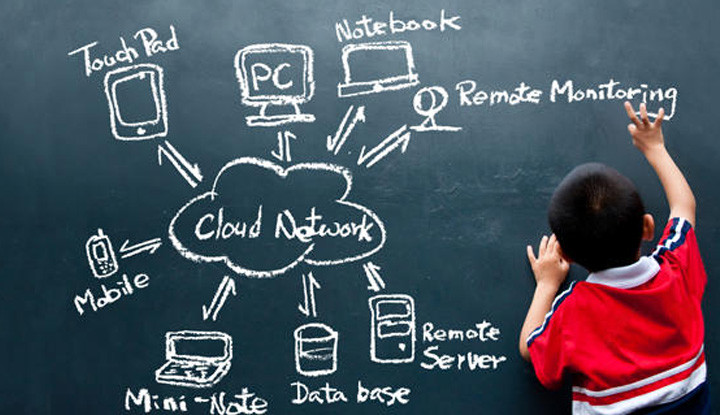 Touch Pad
PC
Notebook
Remote Monitoring
Cloud Network
Mobile
Mini-Note
Data base
Remote
Server